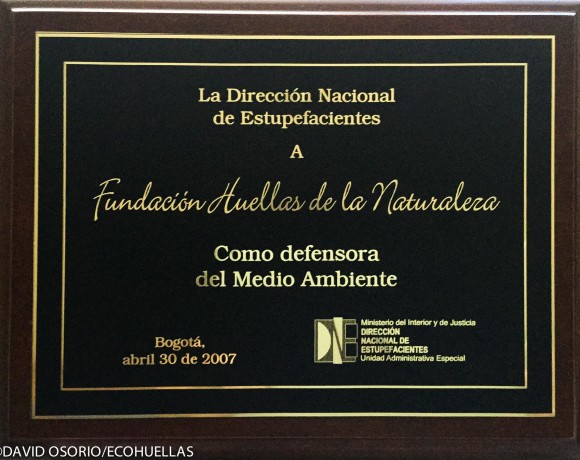 La Dirección Nacional
de Estupefacientes
A
Fundación Huellas de la Naturaleza
Como defensora
del Medio Ambiente
Bogotá,
abril 30 de 2007
DNE
Ministerio del Interior y de Justicia
DIRECCIÓN
NACIONAL DE
ESTUPEFACIENTES
Unidad Administrativa Especial
©DAVID OSORIO/ECOHUELLAS